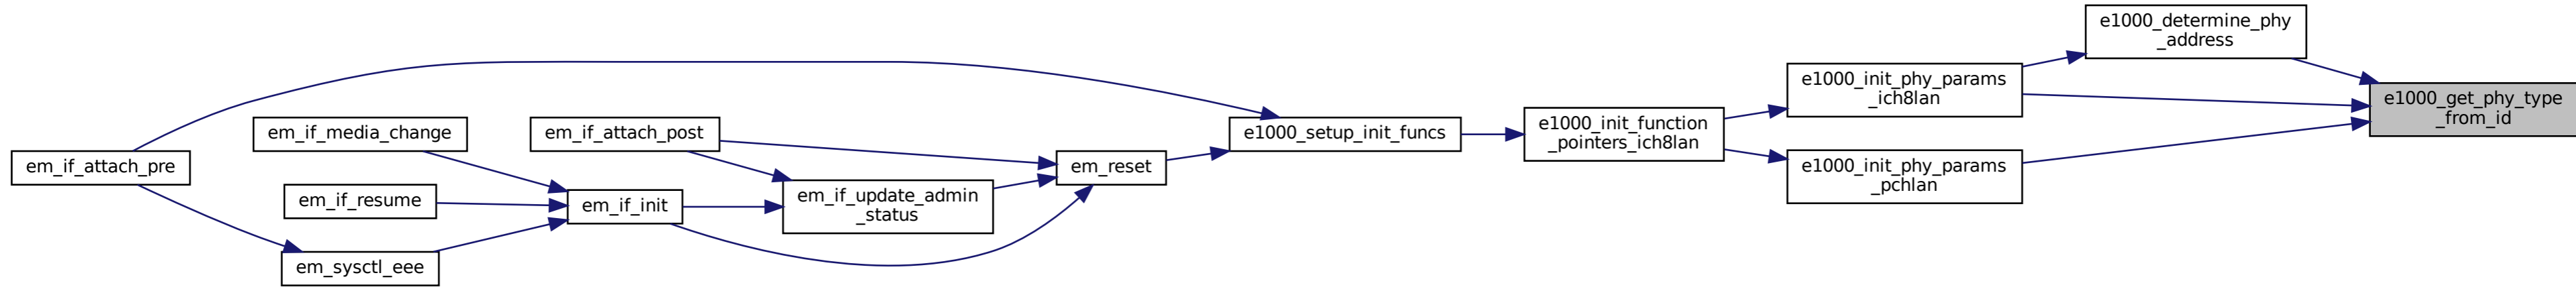 em_if_attach_pre
em_if_media_change
em_if_resume
em_sysctl_eee
em_if_attach_post
em_if_init
em_if_update_admin
_status
em_reset
e1000_setup_init_funcs
e1000_init_function
_pointers_ich8lan
e1000_init_phy_params
_ich8lan
e1000_init_phy_params
_pchlan
e1000_determine_phy
_address
e1000_get_phy_type
_from_id